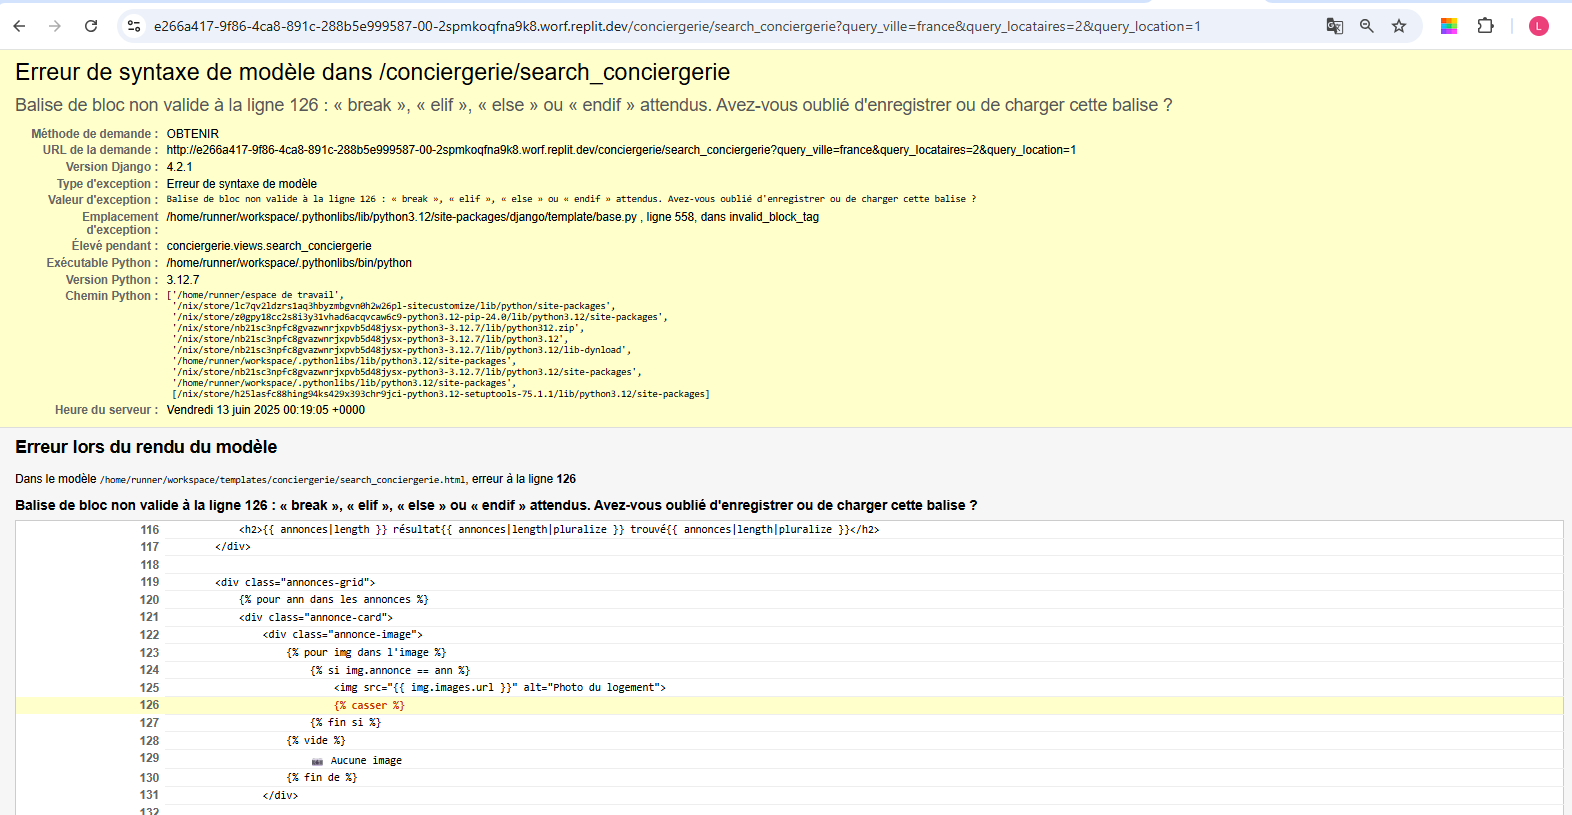 e266a417-9f86-4ca8-891c-288b5e999587-00-2spmkoqfna9k8.worf.replit.dev/conciergerie/search_conciergerie?query_ville=france&query_locataires=2&query_location=1
L
Erreur de syntaxe de modèle dans /conciergerie/search_conciergerie
Balise de bloc non valide à la ligne 126 : « break », « elif », « else » ou « endif » attendus. Avez-vous oublié d'enregistrer ou de charger cette balise ?
Méthode de demande : OBTENIR
URL de la demande : http://e266a417-9f86-4ca8-891c-288b5e999587-00-2spmkoqfna9k8.worf.replit.dev/conciergerie/search_conciergerie?query_ville=france&query_locataires=2&query_location=1
Version Django : 4.2.1
Type d'exception : Erreur de syntaxe de modèle
Valeur d'exception : Balise de bloc non valide à la ligne 126 : « break », « elif », « else » ou « endif » attendus. Avez-vous oublié d'enregistrer ou de charger cette balise ?
Emplacement d'exception : /home/runner/workspace/.pythonlibs/lib/python3.12/site-packages/django/template/base.py , ligne 558, dans invalid_block_tag
Élevé pendant : conciergerie.views.search_conciergerie
Exécutable Python : /home/runner/workspace/.pythonlibs/bin/python
Version Python : 3.12.7
Chemin Python : ['/home/runner/espace de travail',
'/nix/store/lc7qv2ldzrs1aq3hbyzmbgvn0h2w26pl-sitecustomize/lib/python/site-packages',
'/nix/store/z0gpy18cc2s8i3y31vhad6acqvcaw6c9-python3.12-pip-24.0/lib/python3.12/site-packages',
'/nix/store/nb21sc3npfc8gvazwnrjxpvb5d48jysx-python3-3.12.7/lib/python312.zip',
'/nix/store/nb21sc3npfc8gvazwnrjxpvb5d48jysx-python3-3.12.7/lib/python3.12',
'/nix/store/nb21sc3npfc8gvazwnrjxpvb5d48jysx-python3-3.12.7/lib/python3.12/lib-dynload',
'/home/runner/workspace/.pythonlibs/lib/python3.12/site-packages',
'/nix/store/nb21sc3npfc8gvazwnrjxpvb5d48jysx-python3-3.12.7/lib/python3.12/site-packages',
'/home/runner/workspace/.pythonlibs/lib/python3.12/site-packages',
[/nix/store/h251asfc88hing94ks429x393chr9jci-python3.12-setuptools-75.1.1/lib/python3.12/site-packages]
Heure du serveur : Vendredi 13 juin 2025 00:19:05 +0000
Erreur lors du rendu du modèle
Dans le modèle /home/runner/workspace/templates/conciergerie/search_conciergerie.html, erreur à la ligne 126
Balise de bloc non valide à la ligne 126 : « break », « elif », « else » ou « endif » attendus. Avez-vous oublié d'enregistrer ou de charger cette balise ?
116 <h2>{{ annonces|length }} résultat{{ annonces|length|pluralize }} trouvé{{ annonces|length|pluralize }}</h2>
117 </div>
118
119 <div class="annonces-grid">
120 {% pour ann dans les annonces %}
121 <div class="annonce-card">
122 <div class="annonce-image">
123 {% pour img dans l'image %}
124 {% si img.annonce == ann %}
125 <img src="{{ img.images.url }}" alt="Photo du logement">
126 {% casser %}
127 {% fin si %}
128 {% vide %}
129 📷 Aucune image
130 {% fin de %}
131 </div>
132